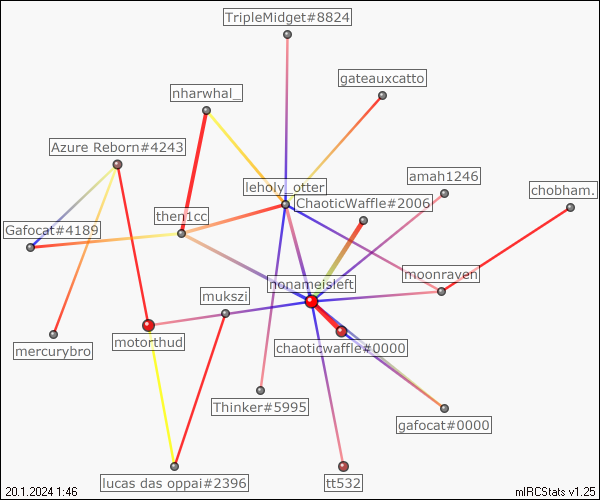 TripleMidget#8824
gateauxcatto
nharwhal_
Azure Reborn#4243
amah1246
leholy_otter
chobham.
ChaoticWaffle#2006
then1cc
Gafocat#4189
moonraven
nonameisleft
mukszi
motorthud
chaoticwaffle#0000
mercurybro
Thinker#5995
gafocat#0000
lucas das oppai#2396
tt532
20.1.2024 1:46
mIRCStats v1.25